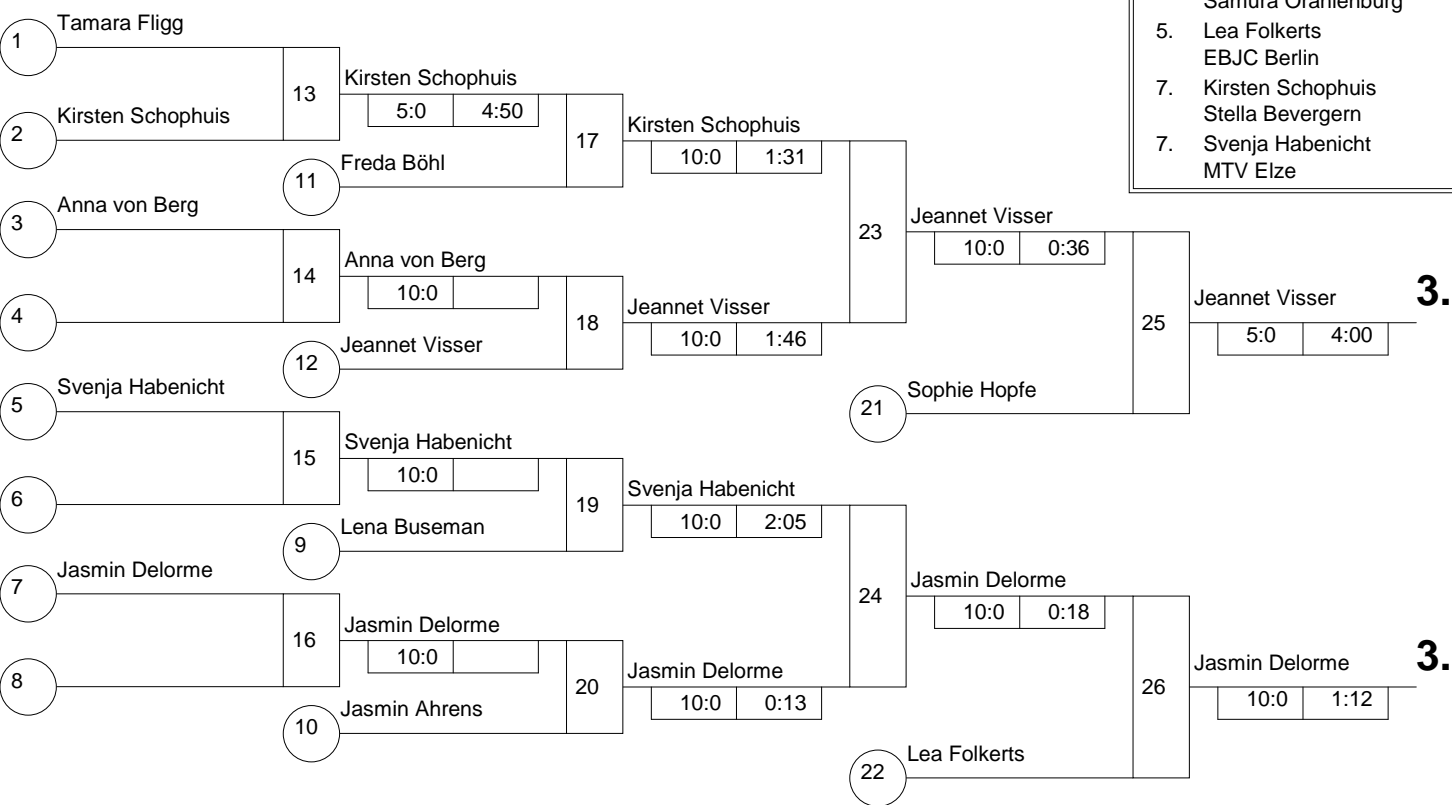 Samura Oranienburg
5. Lea Folkerts
EBJC Berlin
7. Kirsten Schophuis
Stella Bevergern
7. Svenja Habenicht
MTV Elze
1 Tamara Fligg
2 Kirsten Schophuis
13 Kirsten Schophuis
5:0 4:50
11 Freda Böhl
17 Kirsten Schophuis
10:0 1:31
3 Anna von Berg
4
14 Anna von Berg
10:0
12 Jeannet Visser
18 Jeannet Visser
10:0 1:46
23 Jeannet Visser
10:0 0:36
21 Sophie Hopfe
25 Jeannet Visser 3.
5:0 4:00
5 Svenja Habenicht
6
15 Svenja Habenicht
10:0
9 Lena Buseman
19 Svenja Habenicht
10:0 2:05
7 Jasmin Delorme
8
16 Jasmin Delorme
10:0
10 Jasmin Ahrens
20 Jasmin Delorme
10:0 0:13
24 Jasmin Delorme
10:0 0:18
22 Lea Folkerts
26 Jasmin Delorme 3.
10:0 1:12